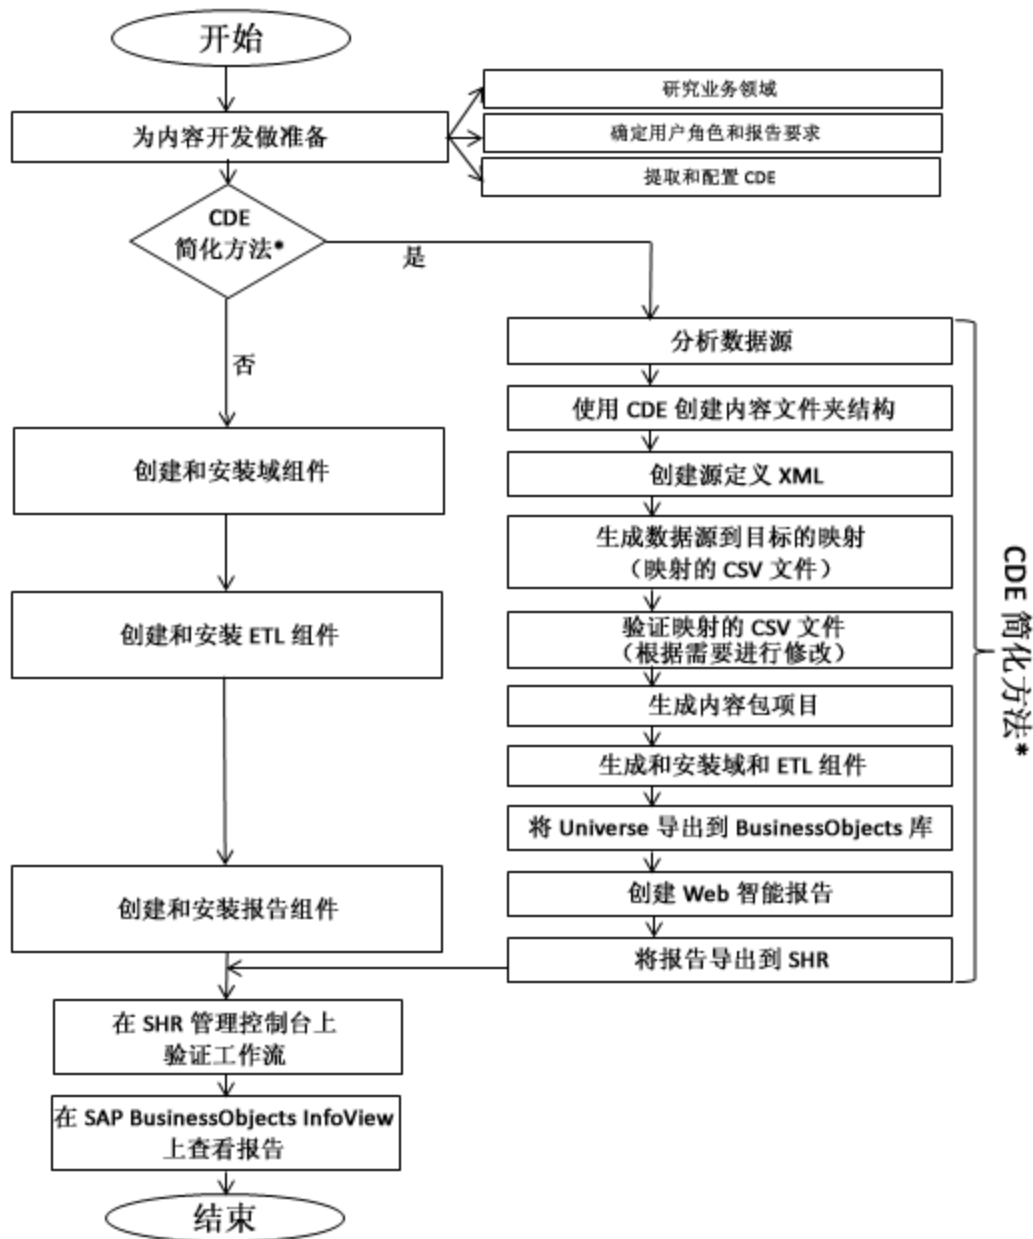 开始
为内容开发做准备
研究业务领域
确定用户角色和报告要求
提取和配置 CDE
CDE
简化方法*
是
否
分析数据源
使用 CDE 创建内容文件夹结构
创建源定义 XML
生成数据源到目标的映射
（映射的 CSV 文件）
验证映射的 CSV 文件
（根据需要进行修改）
生成内容包项目
生成和安装域和 ETL 组件
将 Universe 导出到 BusinessObjects 库
创建 Web 智能报告
将报告导出到 SHR
CDE 简化方法*
创建和安装域组件
创建和安装 ETL 组件
创建和安装报告组件
在 SHR 管理控制台上
验证工作流
在 SAP BusinessObjects InfoView
上查看报告
结束